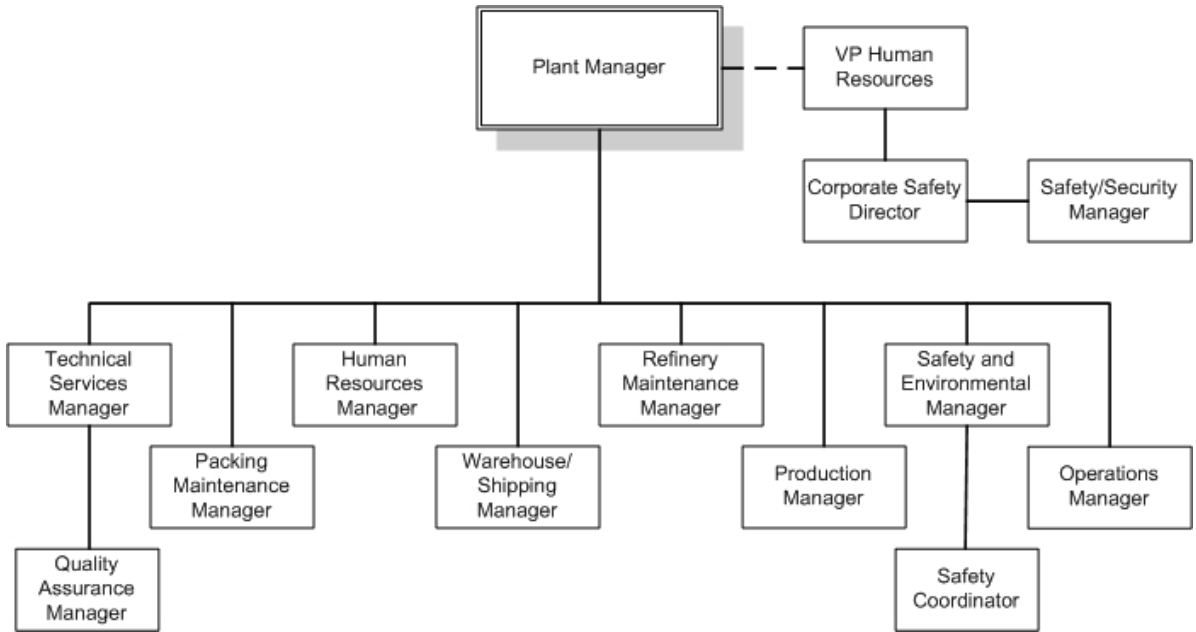 Plant Manager
VP Human
Resources
Corporate Safety
Director
Safety/Security
Manager
Technical
Services
Manager
Human
Resources
Manager
Refinery
Maintenance
Manager
Safety and
Environmental
Manager
Packing
Maintenance
Manager
Warehouse/
Shipping
Manager
Production
Manager
Operations
Manager
Quality
Assurance
Manager
Safety
Coordinator